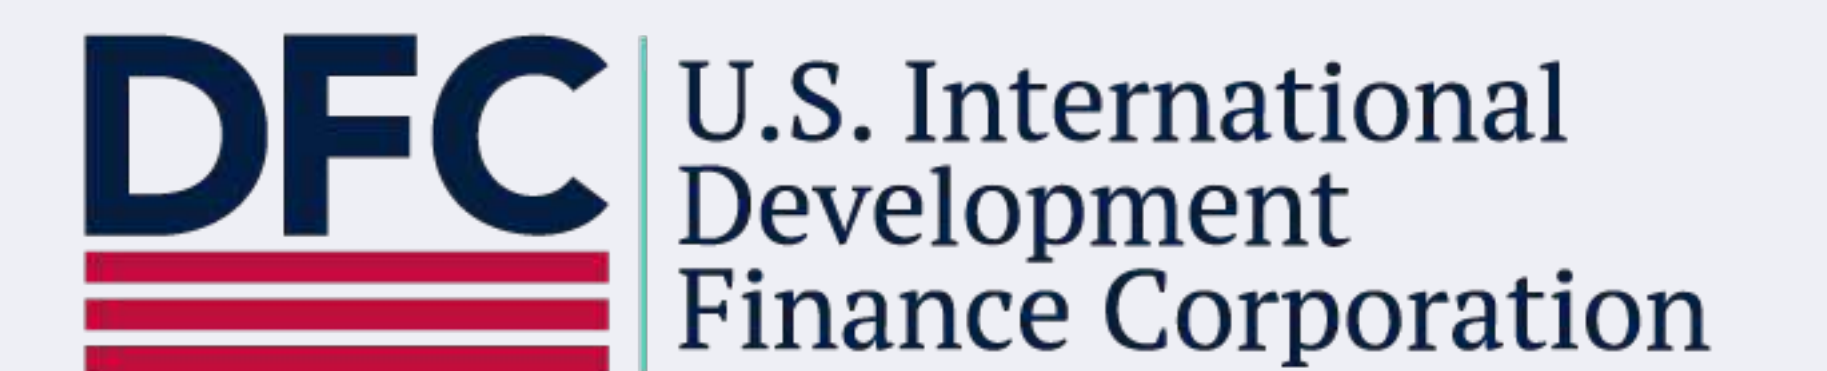 DFC
U.S. International
Development
Finance Corporation